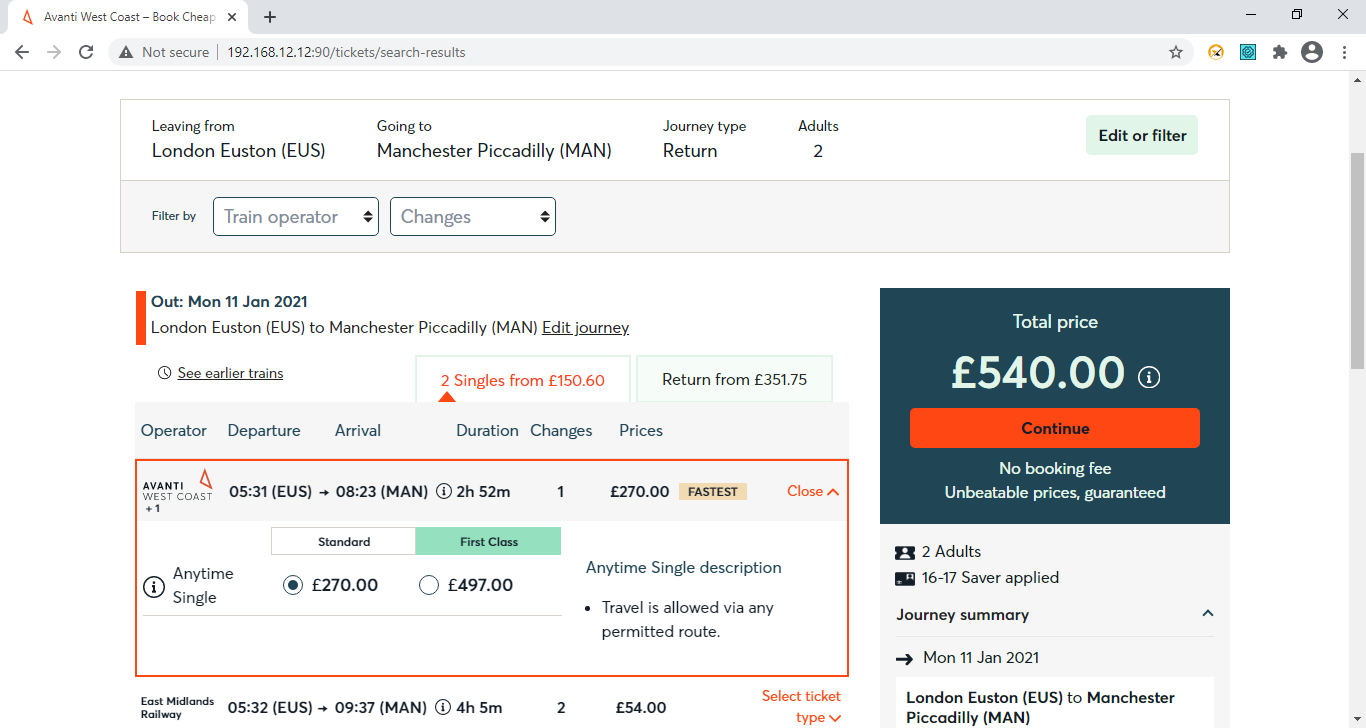 Avanti West Coast – Book Cheap
Not secure
192.168.12.12:90/tickets/search-results
Leaving from
Going to
Journey type
Adults
London Euston (EUS)
Manchester Piccadilly (MAN)
Return
2
Edit or filter
Filter by
Train operator
Changes
Out: Mon 11 Jan 2021
London Euston (EUS) to Manchester Piccadilly (MAN) Edit journey
See earlier trains
2 Singles from £150.60
Return from £351.75
Operator
Departure
Arrival
Duration
Changes
Prices
AVANTI
WEST COAST
+ 1
05:31 (EUS) → 08:23 (MAN)
2h 52m
1
£270.00
FASTEST
Close
Standard
First Class
Anytime
Single
£270.00
£497.00
Anytime Single description
• Travel is allowed via any
permitted route.
East Midlands
Railway
05:32 (EUS) → 09:37 (MAN)
4h 5m
2
£54.00
Select ticket
type
Total price
£540.00
Continue
No booking fee
Unbeatable prices, guaranteed
2 Adults
16-17 Saver applied
Journey summary
Mon 11 Jan 2021
London Euston (EUS) to Manchester
Piccadilly (MAN)